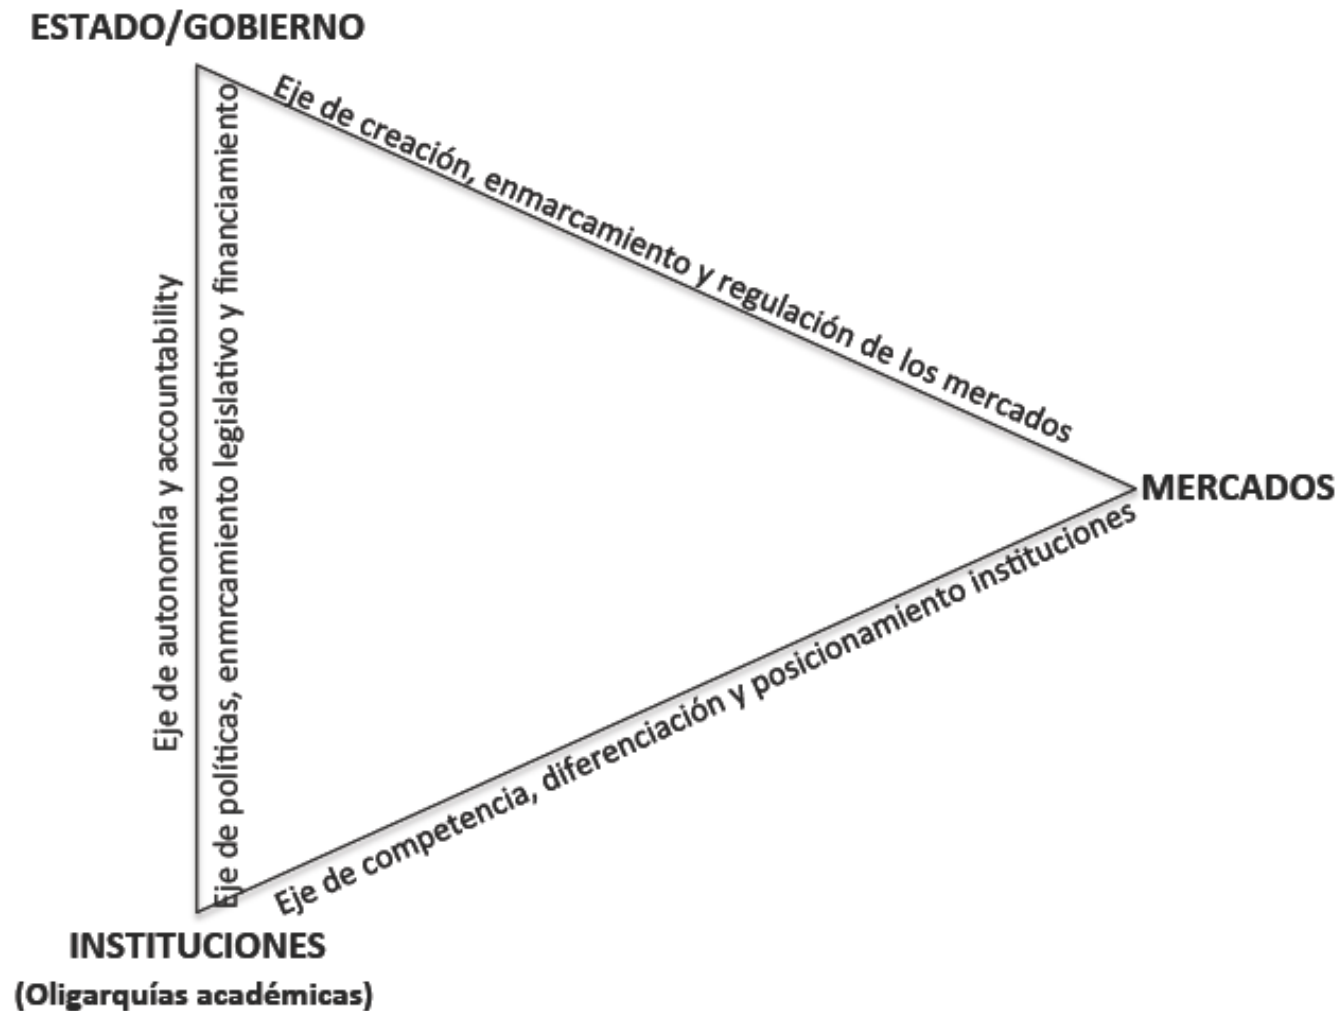 ESTADO/GOBIERNO
Eje de creación, enmarcamiento y regulación de los mercados
Eje de autonomía y accountability
Eje de políticas, enmrcamiento legislativo y financiamiento
MERCADOS
Eje de competencia, diferenciación y posicionamiento instituciones
INSTITUCIONES
(Oligarquías académicas)